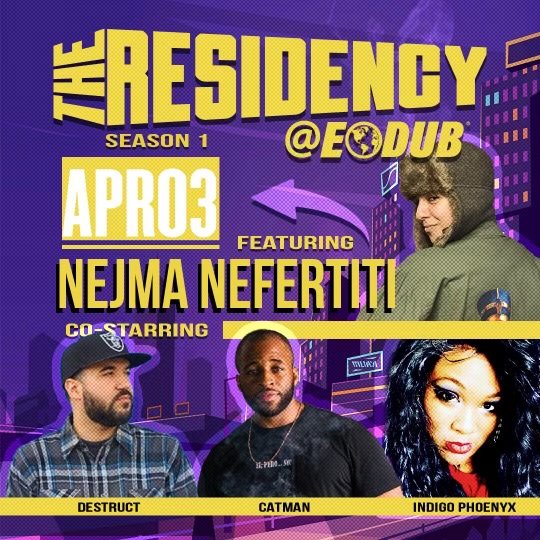 THE RESIDENCY
SEASON 1
@EODUB
APR03
FEATURING
NEJMA NEFERTITI
CO-STARRING
DESTRUCT
CATMAN
INDIGO PHOENYX